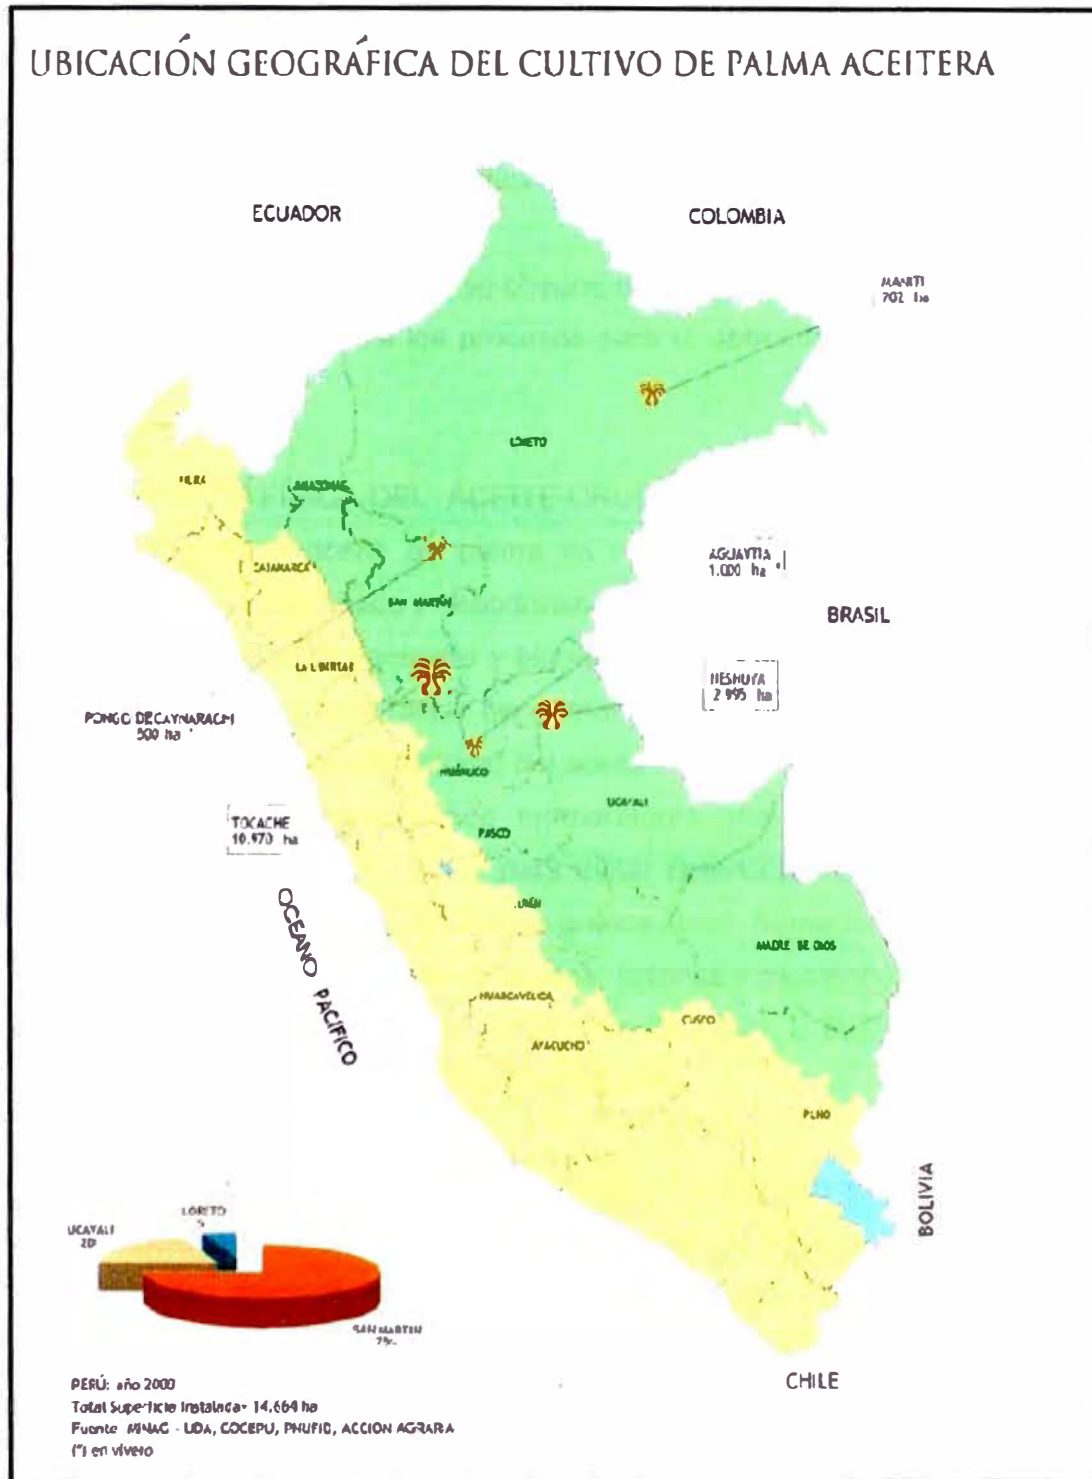 UBICACIÓN GEOGRÁFICA DEL CULTIVO DE PALMA ACEITERA
ECUADOR
COLOMBIA
MANITI
702 ha
LORETO
PIURA
AMAZONAS
CAJAMARCA
SAN MARTÍN
AGUAYTIA
1.000 ha *
BRASIL
LA LIBERTAD
NESHUYA
2 995 ha
PONGO DE CAYNARACHI
500 ha *
HUÁNUCO
UCAYALI
TOCACHE
10.970 ha
PASCO
JUNÍN
OCEANO PACÍFICO
MADRE DE DIOS
HUANCAVELICA
CUSCO
AYACUCHO
PUNO
BOLIVIA
LORETO
UCAYALI
SAN MARTIN
CHILE
PERÚ: año 2000
Total Superficie Instalada= 14,664 ha
Fuente MINAG - UDA, COCEPU, PNUFID, ACCION AGRARIA
(*) en vivero